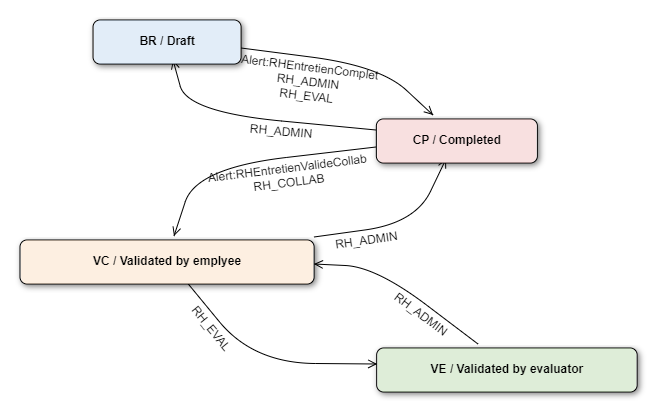 BR / Draft
Alert:RHEntretienComplet
RH_ADMIN
RH_EVAL
RH_ADMIN
CP / Completed
Alert:RHEntretienValideCollab
RH_COLLAB
RH_ADMIN
VC / Validated by emplyee
RH_EVAL
RH_ADMIN
VE / Validated by evaluator